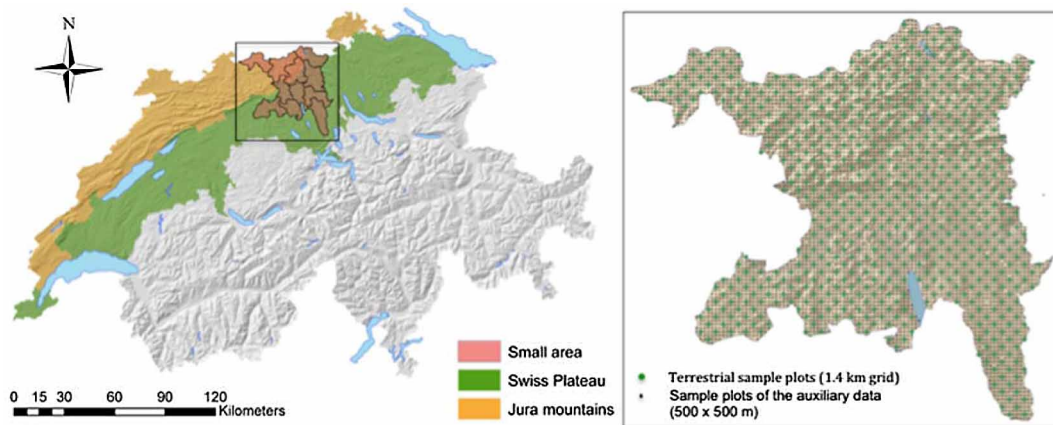 N
Small area
Swiss Plateau
Jura mountains
0 15 30 60 90 120
Kilometers
Terrestrial sample plots (1.4 km grid)
Sample plots of the auxiliary data
(500 x 500 m)